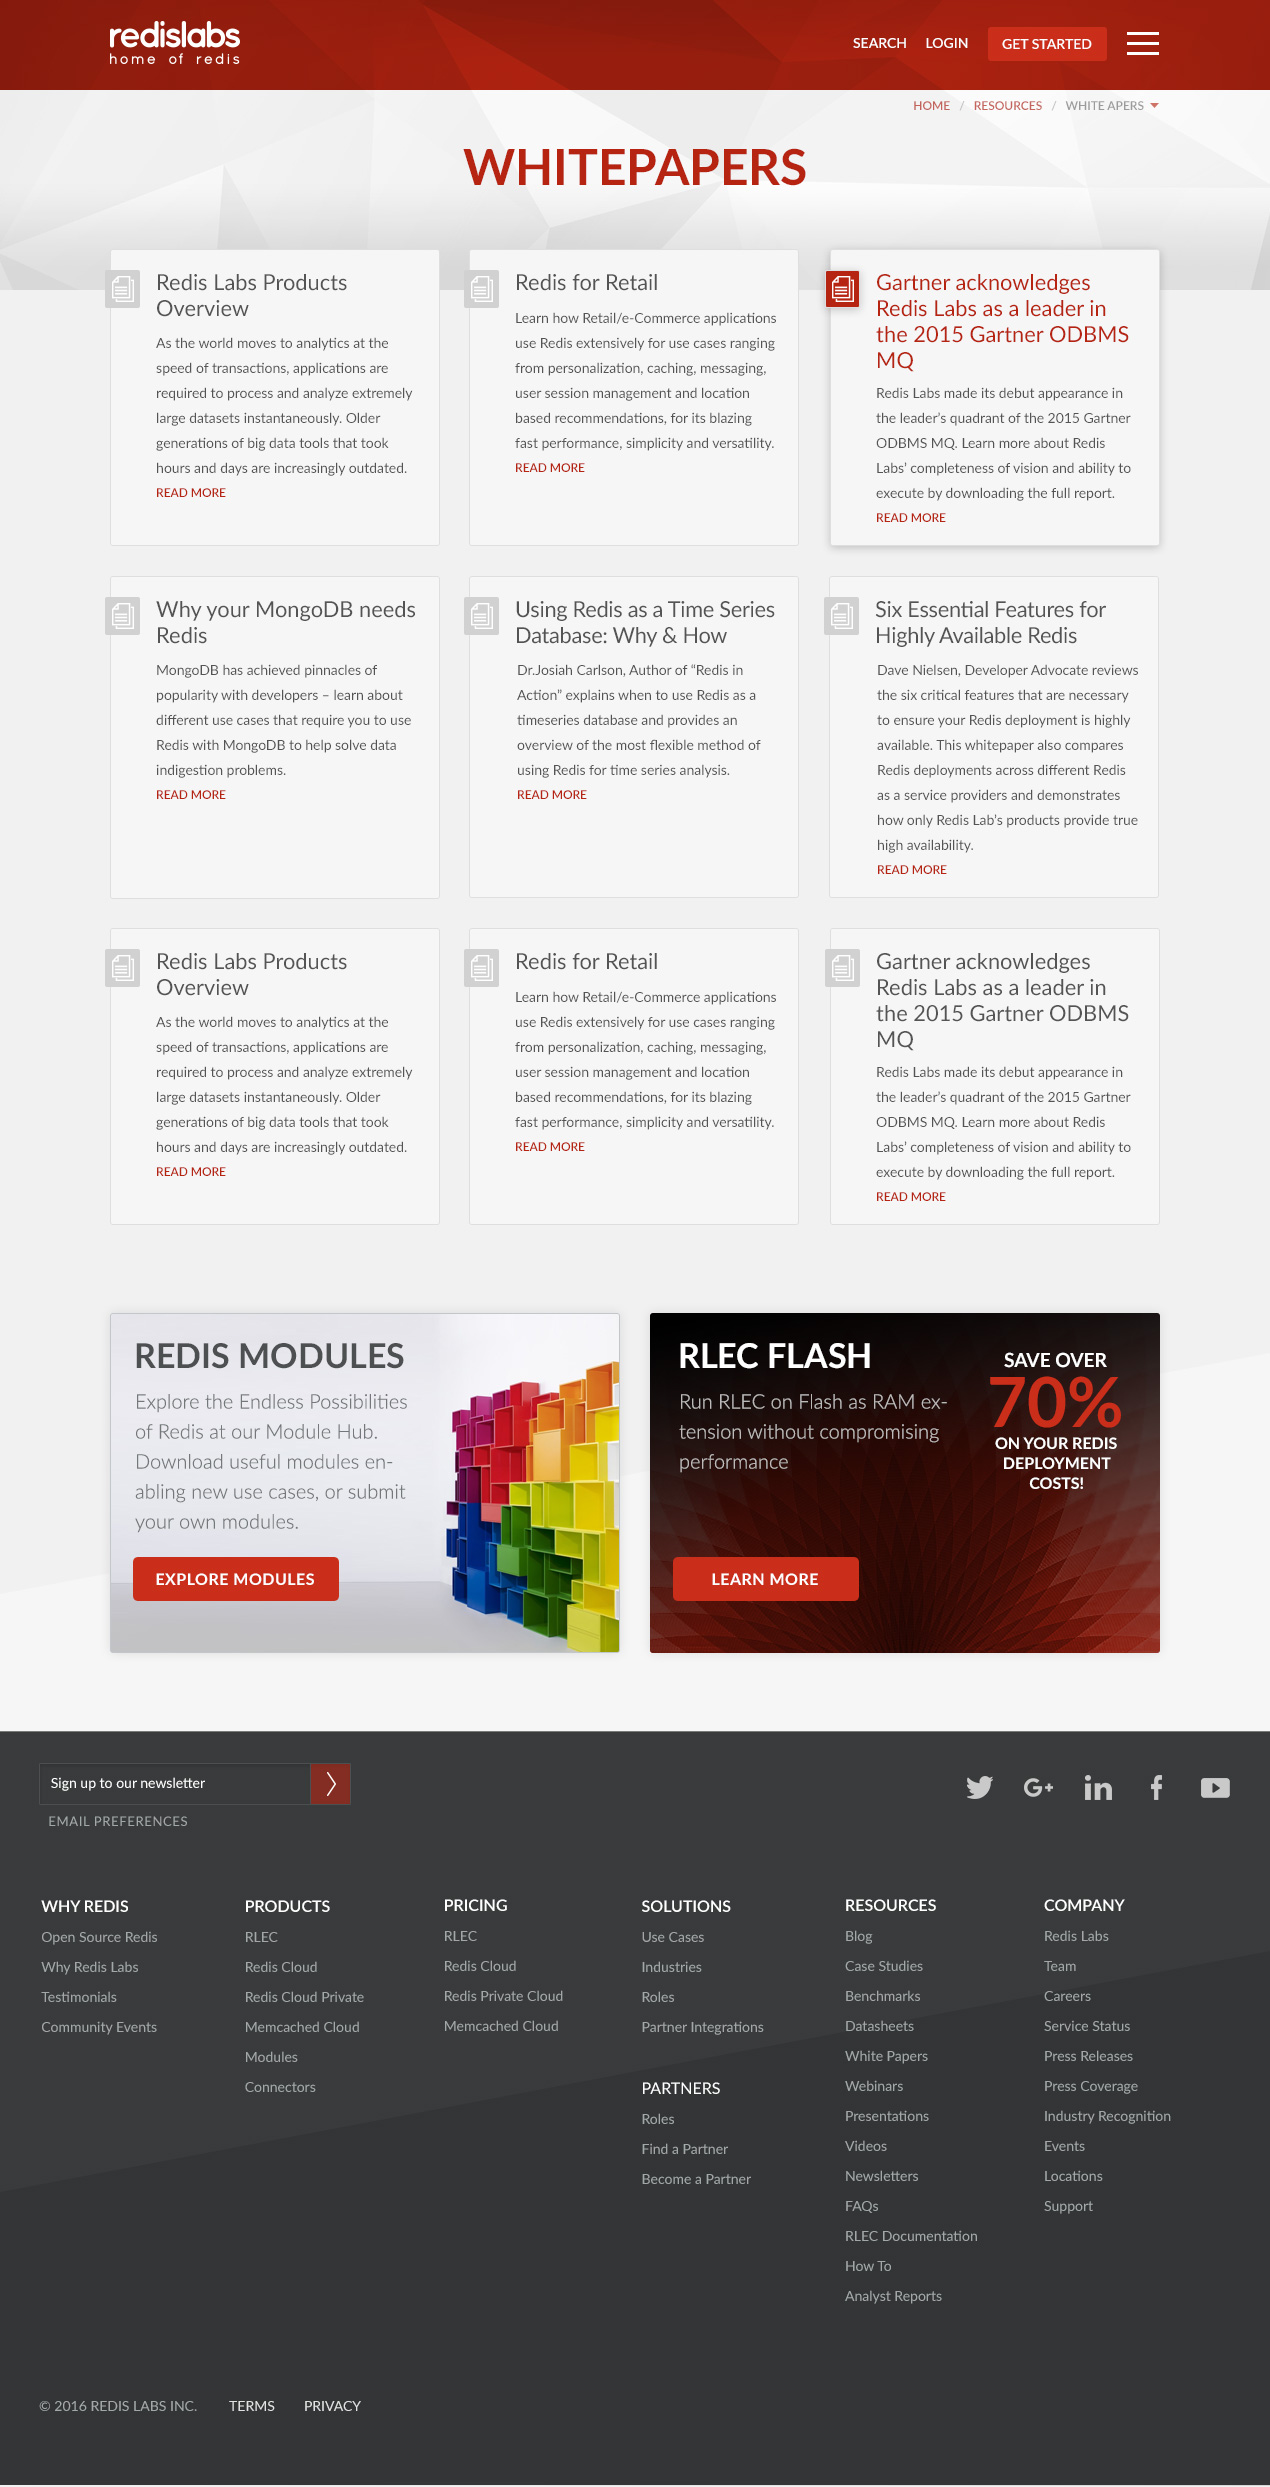 redislabs
home of redis
SEARCH LOGIN GET STARTED
HOME / RESOURCES / WHITE APERS
WHITEPAPERS
Redis Labs Products
Overview
As the world moves to analytics at the
speed of transactions, applications are
required to process and analyze extremely
large datasets instantaneously. Older
generations of big data tools that took
hours and days are increasingly outdated.
READ MORE
Redis for Retail
Learn how Retail/e-Commerce applications
use Redis extensively for use cases ranging
from personalization, caching, messaging,
user session management and location
based recommendations, for its blazing
fast performance, simplicity and versatility.
READ MORE
Gartner acknowledges
Redis Labs as a leader in
the 2015 Gartner ODBMS
MQ
Redis Labs made its debut appearance in
the leader's quadrant of the 2015 Gartner
ODBMS MQ. Learn more about Redis
Labs' completeness of vision and ability to
execute by downloading the full report.
READ MORE
Why your MongoDB needs
Redis
MongoDB has achieved pinnacles of
popularity with developers – learn about
different use cases that require you to use
Redis with MongoDB to help solve data
indigestion problems.
READ MORE
Using Redis as a Time Series
Database: Why & How
Dr.Josiah Carlson, Author of “Redis in
Action” explains when to use Redis as a
timeseries database and provides an
overview of the most flexible method of
using Redis for time series analysis.
READ MORE
Six Essential Features for
Highly Available Redis
Dave Nielsen, Developer Advocate reviews
the six critical features that are necessary
to ensure your Redis deployment is highly
available. This whitepaper also compares
Redis deployments across different Redis
as a service providers and demonstrates
how only Redis Lab's products provide true
high availability.
READ MORE
Redis Labs Products
Overview
As the world moves to analytics at the
speed of transactions, applications are
required to process and analyze extremely
large datasets instantaneously. Older
generations of big data tools that took
hours and days are increasingly outdated.
READ MORE
Redis for Retail
Learn how Retail/e-Commerce applications
use Redis extensively for use cases ranging
from personalization, caching, messaging,
user session management and location
based recommendations, for its blazing
fast performance, simplicity and versatility.
READ MORE
Gartner acknowledges
Redis Labs as a leader in
the 2015 Gartner ODBMS
MQ
Redis Labs made its debut appearance in
the leader's quadrant of the 2015 Gartner
ODBMS MQ. Learn more about Redis
Labs' completeness of vision and ability to
execute by downloading the full report.
READ MORE
REDIS MODULES
Explore the Endless Possibilities
of Redis at our Module Hub.
Download useful modules en-
abling new use cases, or submit
your own modules.
EXPLORE MODULES
RLEC FLASH
Run RLEC on Flash as RAM ex-
tension without compromising
performance
LEARN MORE
SAVE OVER
70%
ON YOUR REDIS
DEPLOYMENT
COSTS!
Sign up to our newsletter
EMAIL PREFERENCES
G+ in f
WHY REDIS
Open Source Redis
Why Redis Labs
Testimonials
Community Events
PRODUCTS
RLEC
Redis Cloud
Redis Cloud Private
Memcached Cloud
Modules
Connectors
PRICING
RLEC
Redis Cloud
Redis Private Cloud
Memcached Cloud
SOLUTIONS
Use Cases
Industries
Roles
Partner Integrations
PARTNERS
Roles
Find a Partner
Become a Partner
RESOURCES
Blog
Case Studies
Benchmarks
Datasheets
White Papers
Webinars
Presentations
Videos
Newsletters
FAQs
RLEC Documentation
How To
Analyst Reports
COMPANY
Redis Labs
Team
Careers
Service Status
Press Releases
Press Coverage
Industry Recognition
Events
Locations
Support
© 2016 REDIS LABS INC. TERMS PRIVACY